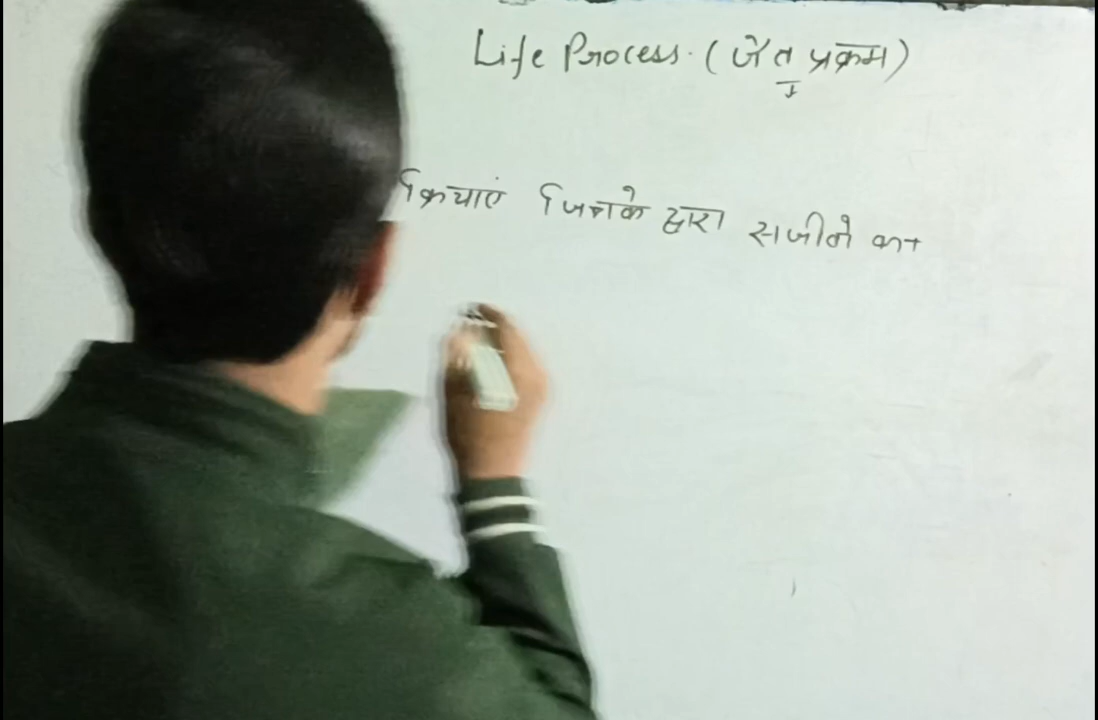 Life Process. (जैव प्रक्रम)
क्रियाएं जिनके द्वारा सजीवो का